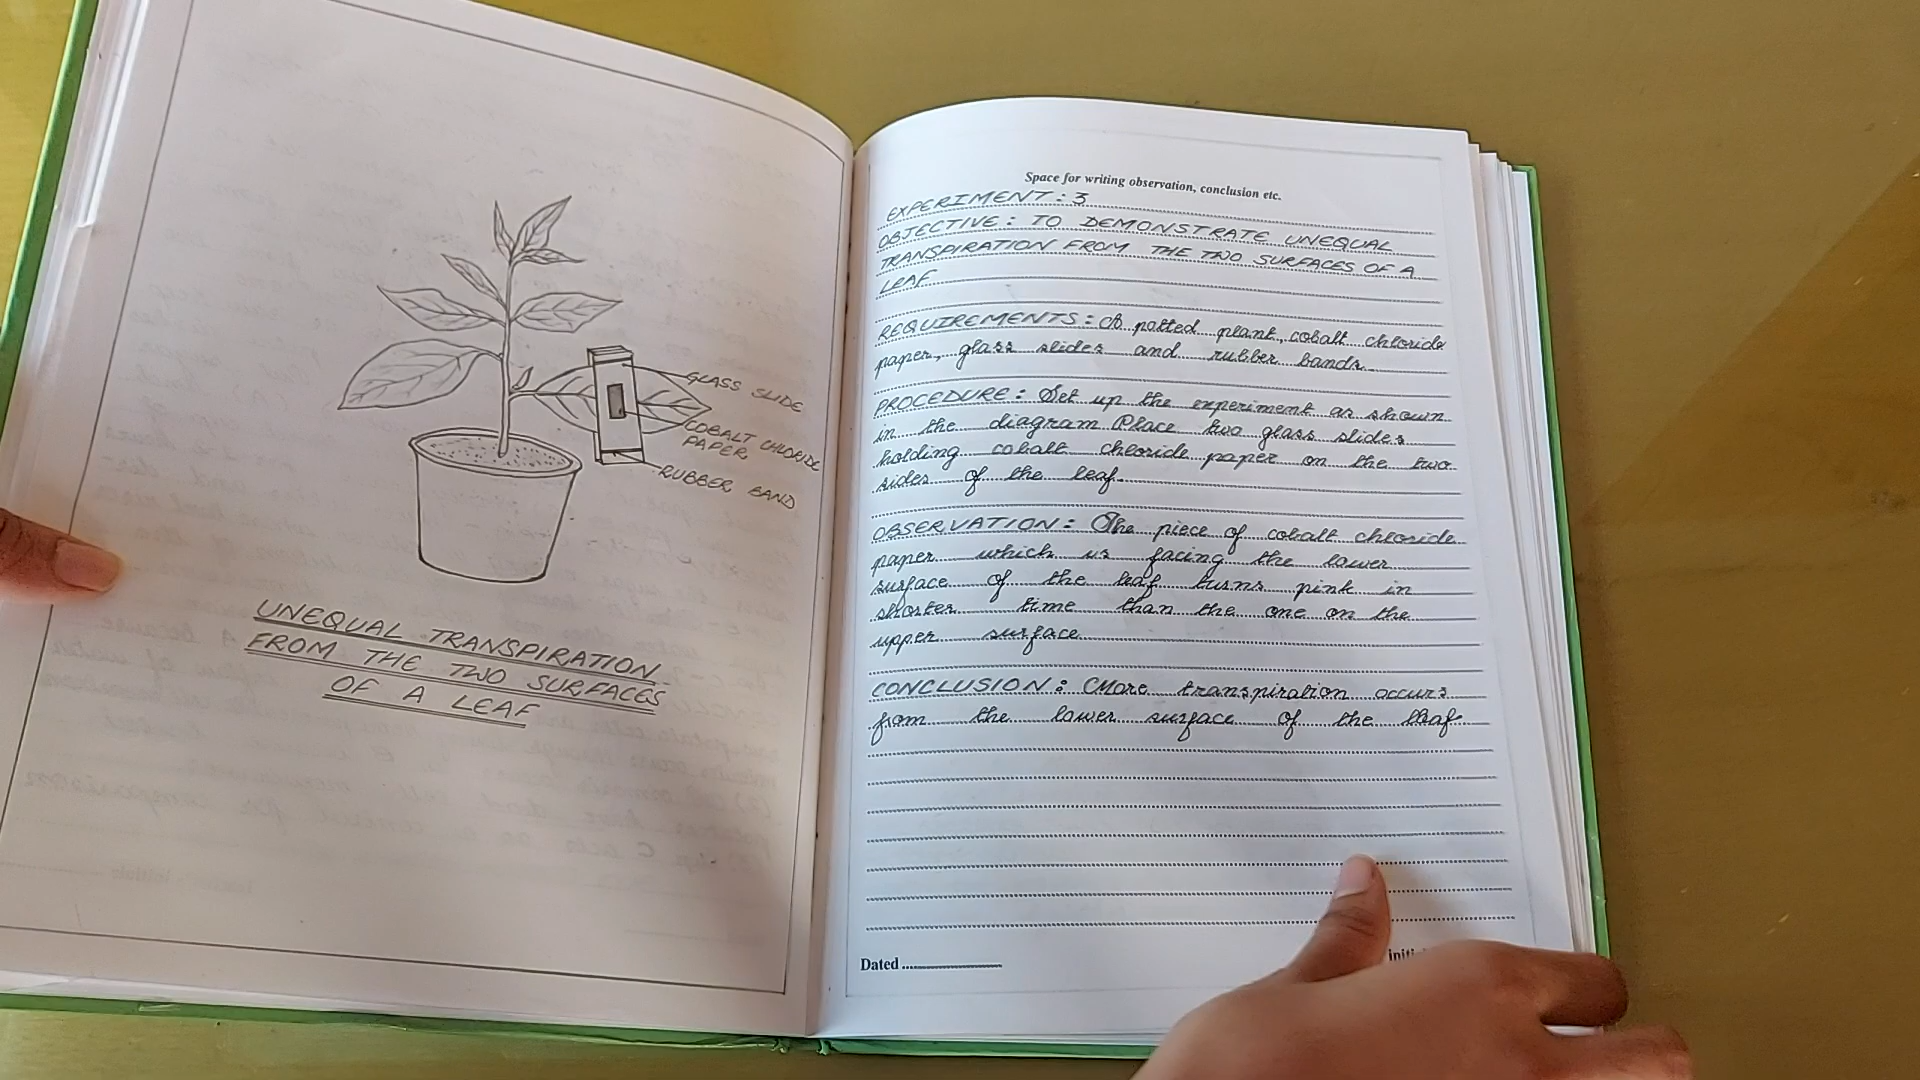 GLASS SLIDE
COBALT CHLORIDE
PAPER
RUBBER BAND
UNEQUAL TRANSPIRATION
FROM THE TWO SURFACES
OF A LEAF
Space for writing observation, conclusion etc.
EXPERIMENT : 3
OBJECTIVE : TO DEMONSTRATE UNEQUAL
TRANSPIRATION FROM THE TWO SURFACES OF A
LEAF
REQUIREMENTS : A potted plant, cobalt chloride
paper, glass slides and rubber bands.
PROCEDURE : Set up the experiment as shown
in the diagram. Place two glass slides
holding cobalt chloride paper on the two
sides of the leaf.
OBSERVATION : The piece of cobalt chloride
paper which is facing the lower
surface of the leaf turns pink in
shorter time than the one on the
upper surface.
CONCLUSION : More transpiration occurs
from the lower surface of the leaf.
Dated